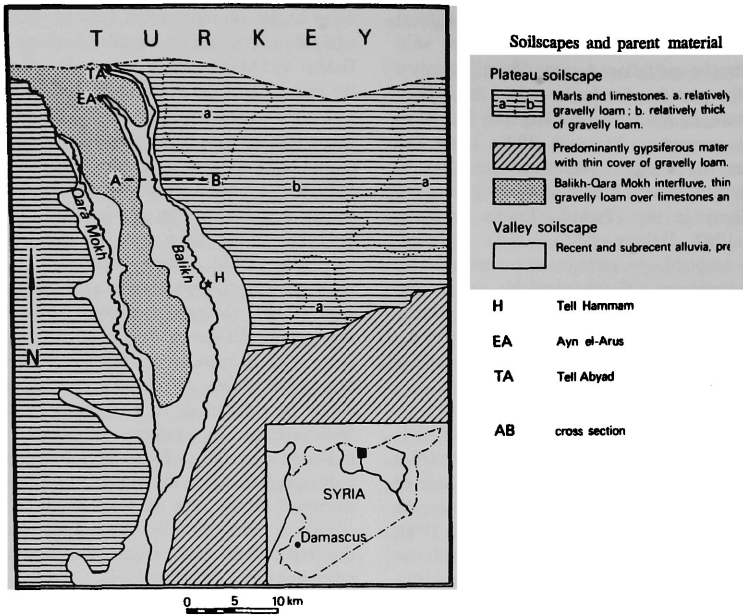 TURKEY
TA
EA
a
a
b
A B
Qara Mokh
Balikh
H
a
N
SYRIA
Damascus
0 5 10 km
Soilscapes and parent material
Plateau soilscape
a b
Marls and limestones. a. relatively
gravelly loam; b. relatively thick
of gravelly loam.
Predominantly gypsiferous mater
with thin cover of gravelly loam.
Balikh-Qara Mokh interfluve, thin
gravelly loam over limestones an
Valley soilscape
Recent and subrecent alluvia, pre
H Tell Hammam
EA Ayn el-Arus
TA Tell Abyad
AB cross section